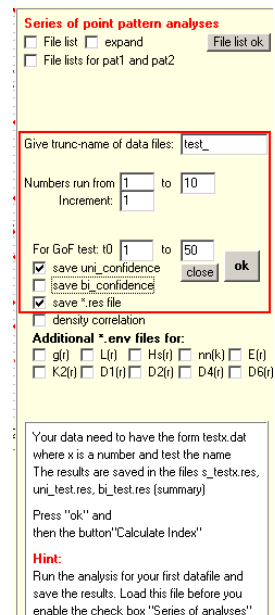 Series of point pattern analyses
File list expand File list ok
File lists for pat1 and pat2
Give trunc-name of data files: test_
Numbers run from 1 to 10
Increment: 1
For GoF test: t0 1 to 50
save uni_confidence close ok
save bi_confidence
save *.res file
density correlation
Additional *.env files for:
g(r) L(r) Hs(r) nn(k) E(r)
K2(r) D1(r) D2(r) D4(r) D6(r)
Your data need to have the form testx.dat
where x is a number and test the name
The results are saved in the files s_testx.res,
uni_test.res, bi_test.res (summary)
Press "ok" and
then the button"Calculate Index"
Hint:
Run the analysis for your first datafile and
save the results. Load this file before you
enable the check box "Series of analyses"